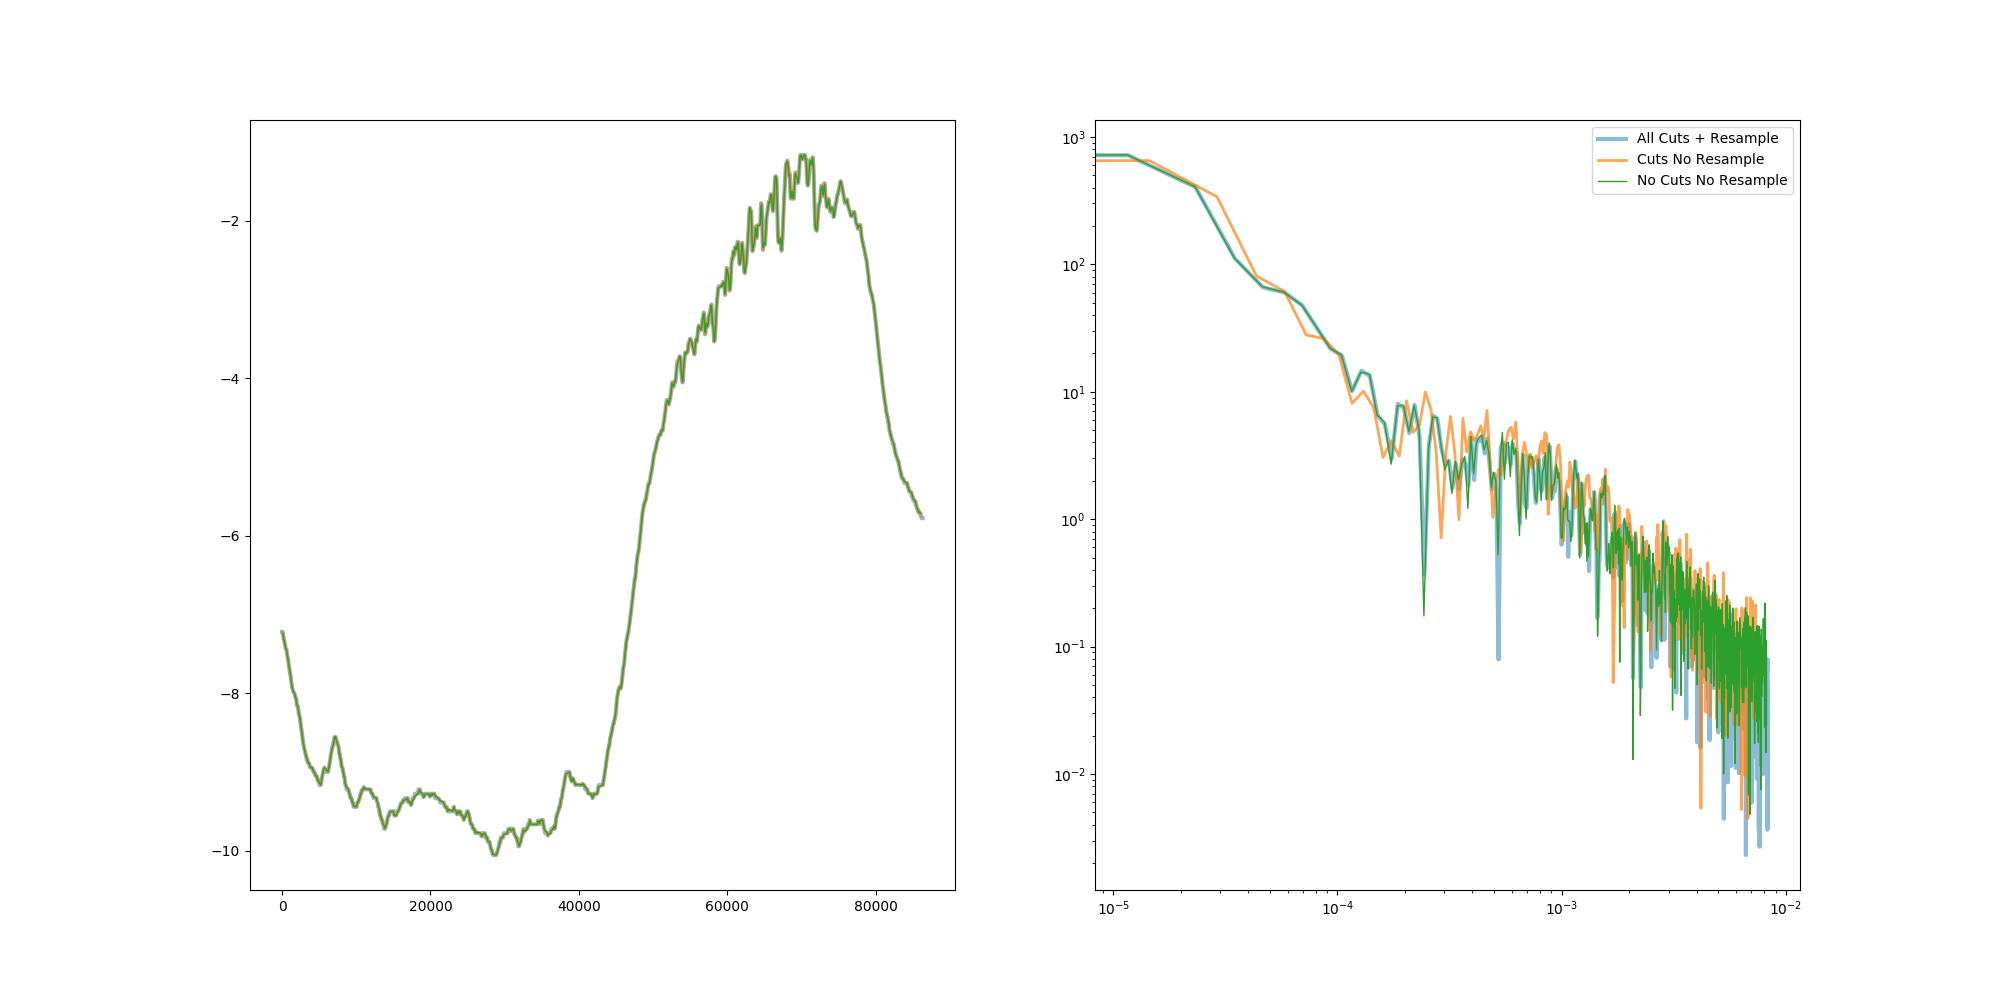 −2
−4
−6
−8
−10
0 20000 40000 60000 80000
10³
10²
10¹
10⁰
10⁻¹
10⁻²
10⁻⁵ 10⁻⁴ 10⁻³ 10⁻²
All Cuts + Resample
Cuts No Resample
No Cuts No Resample